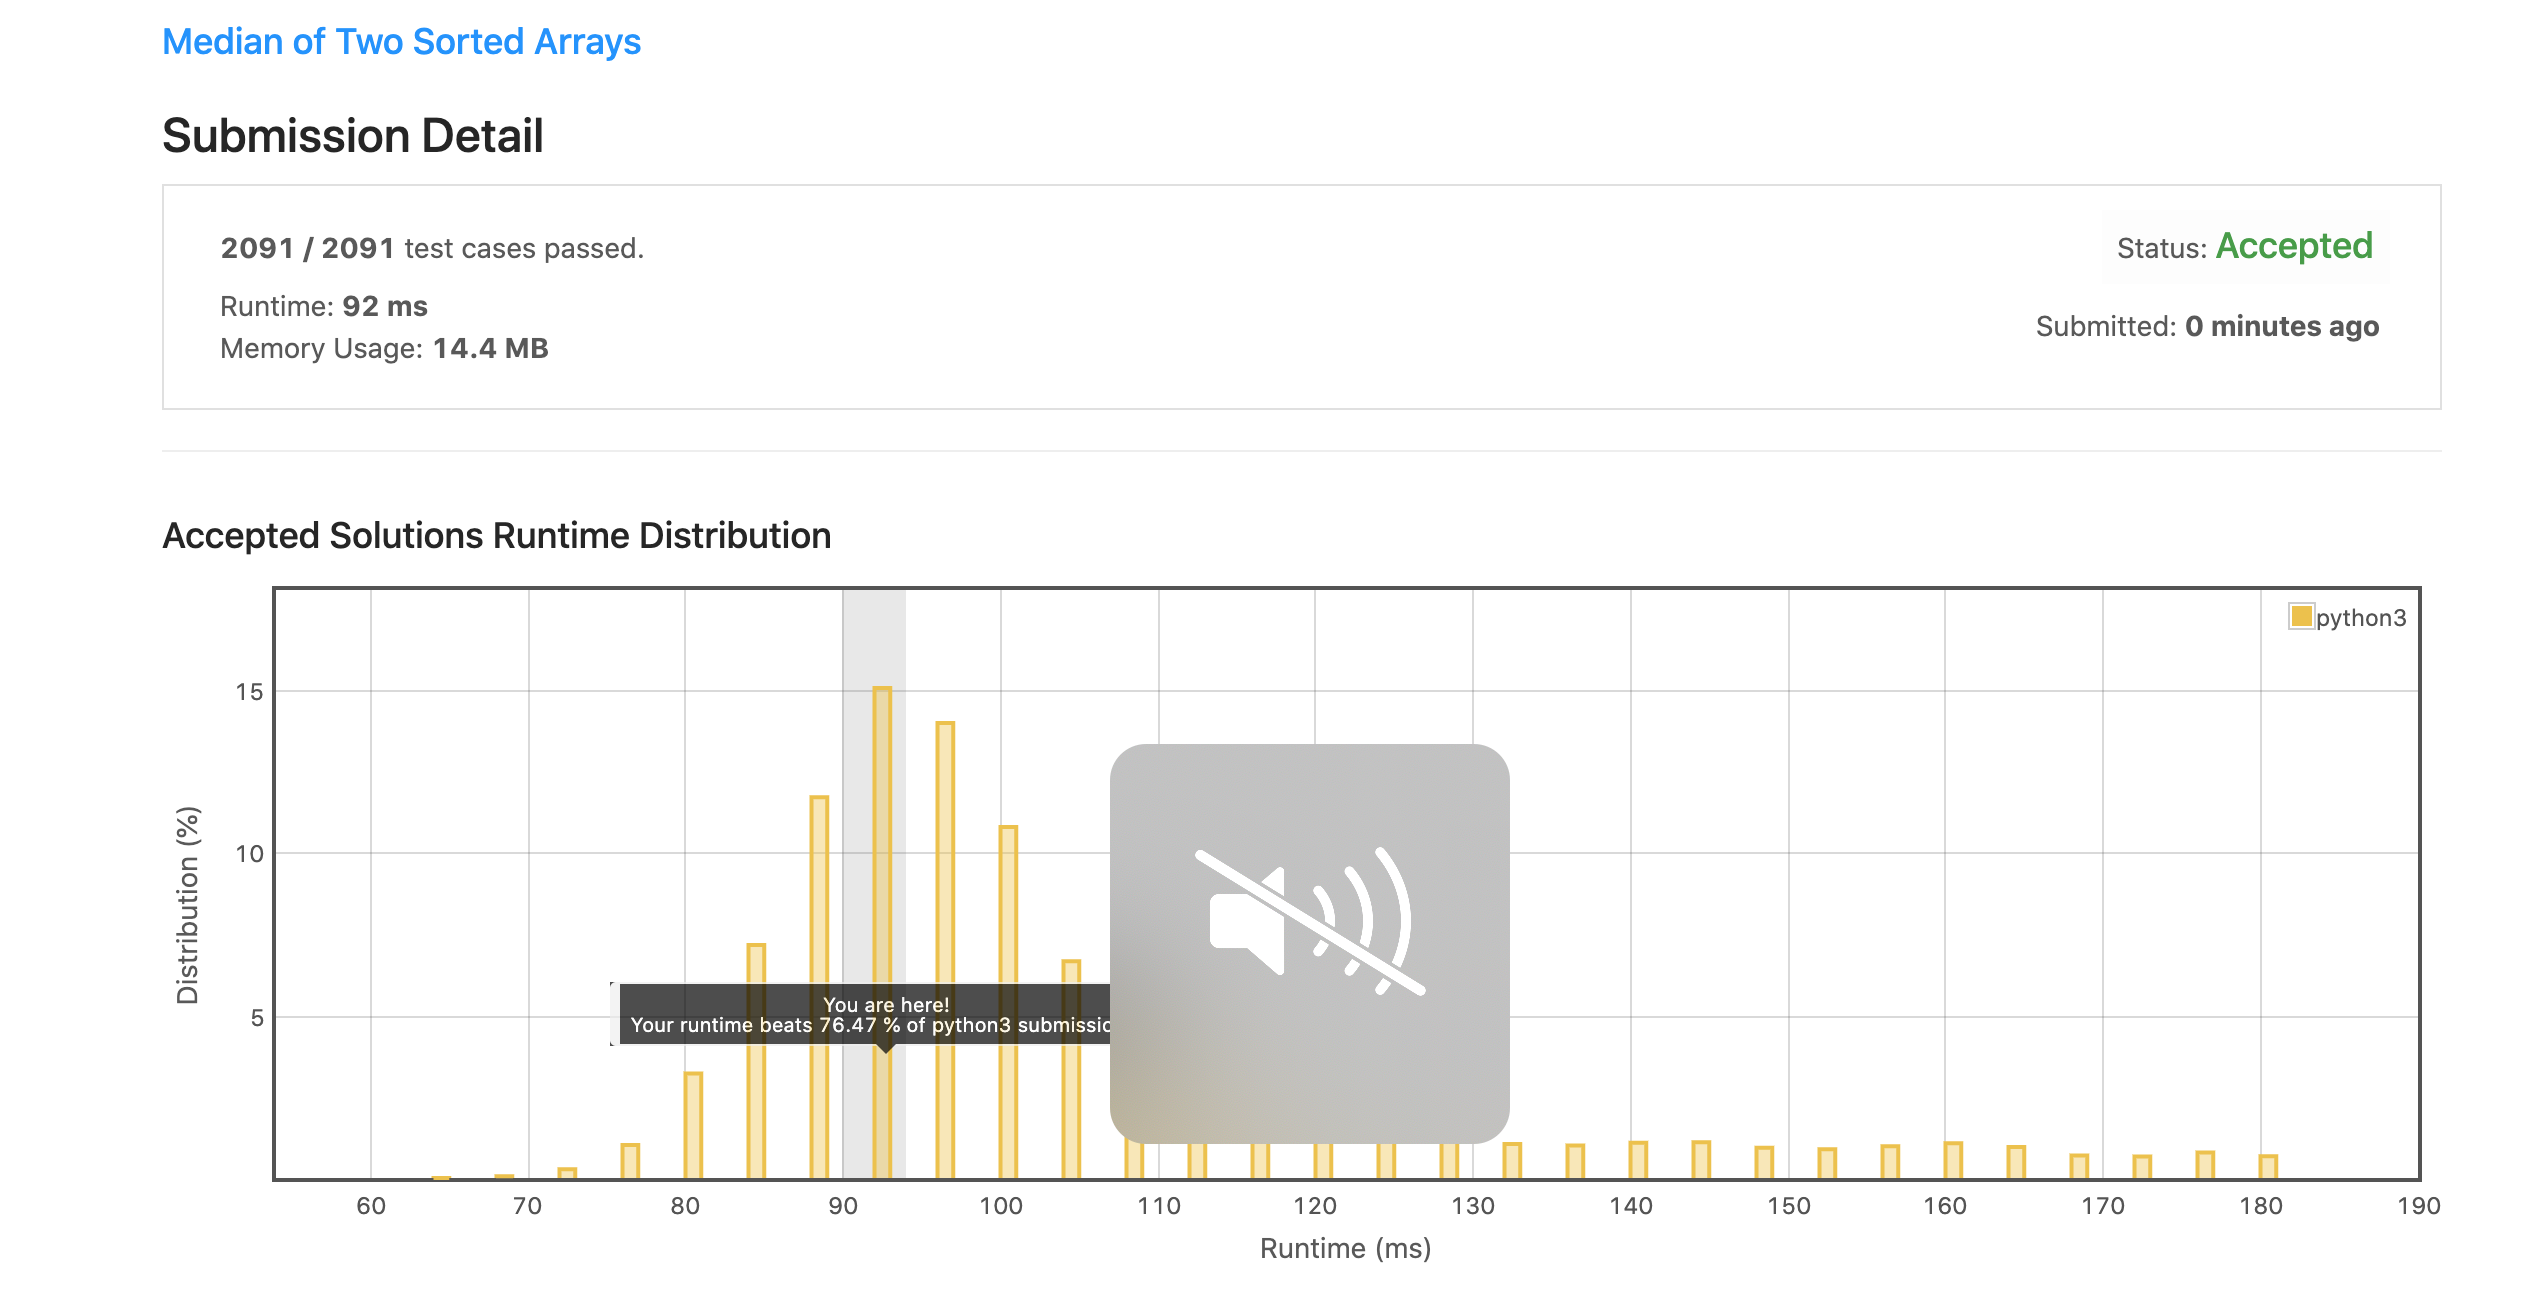 Median of Two Sorted Arrays
Submission Detail
2091 / 2091 test cases passed.
Status: Accepted
Runtime: 92 ms
Submitted: 0 minutes ago
Memory Usage: 14.4 MB
Accepted Solutions Runtime Distribution
python3
15
10
5
Distribution (%)
You are here!
Your runtime beats 76.47 % of python3
60 70 80 90 100 110 120 130 140 150 160 170 180 190
Runtime (ms)